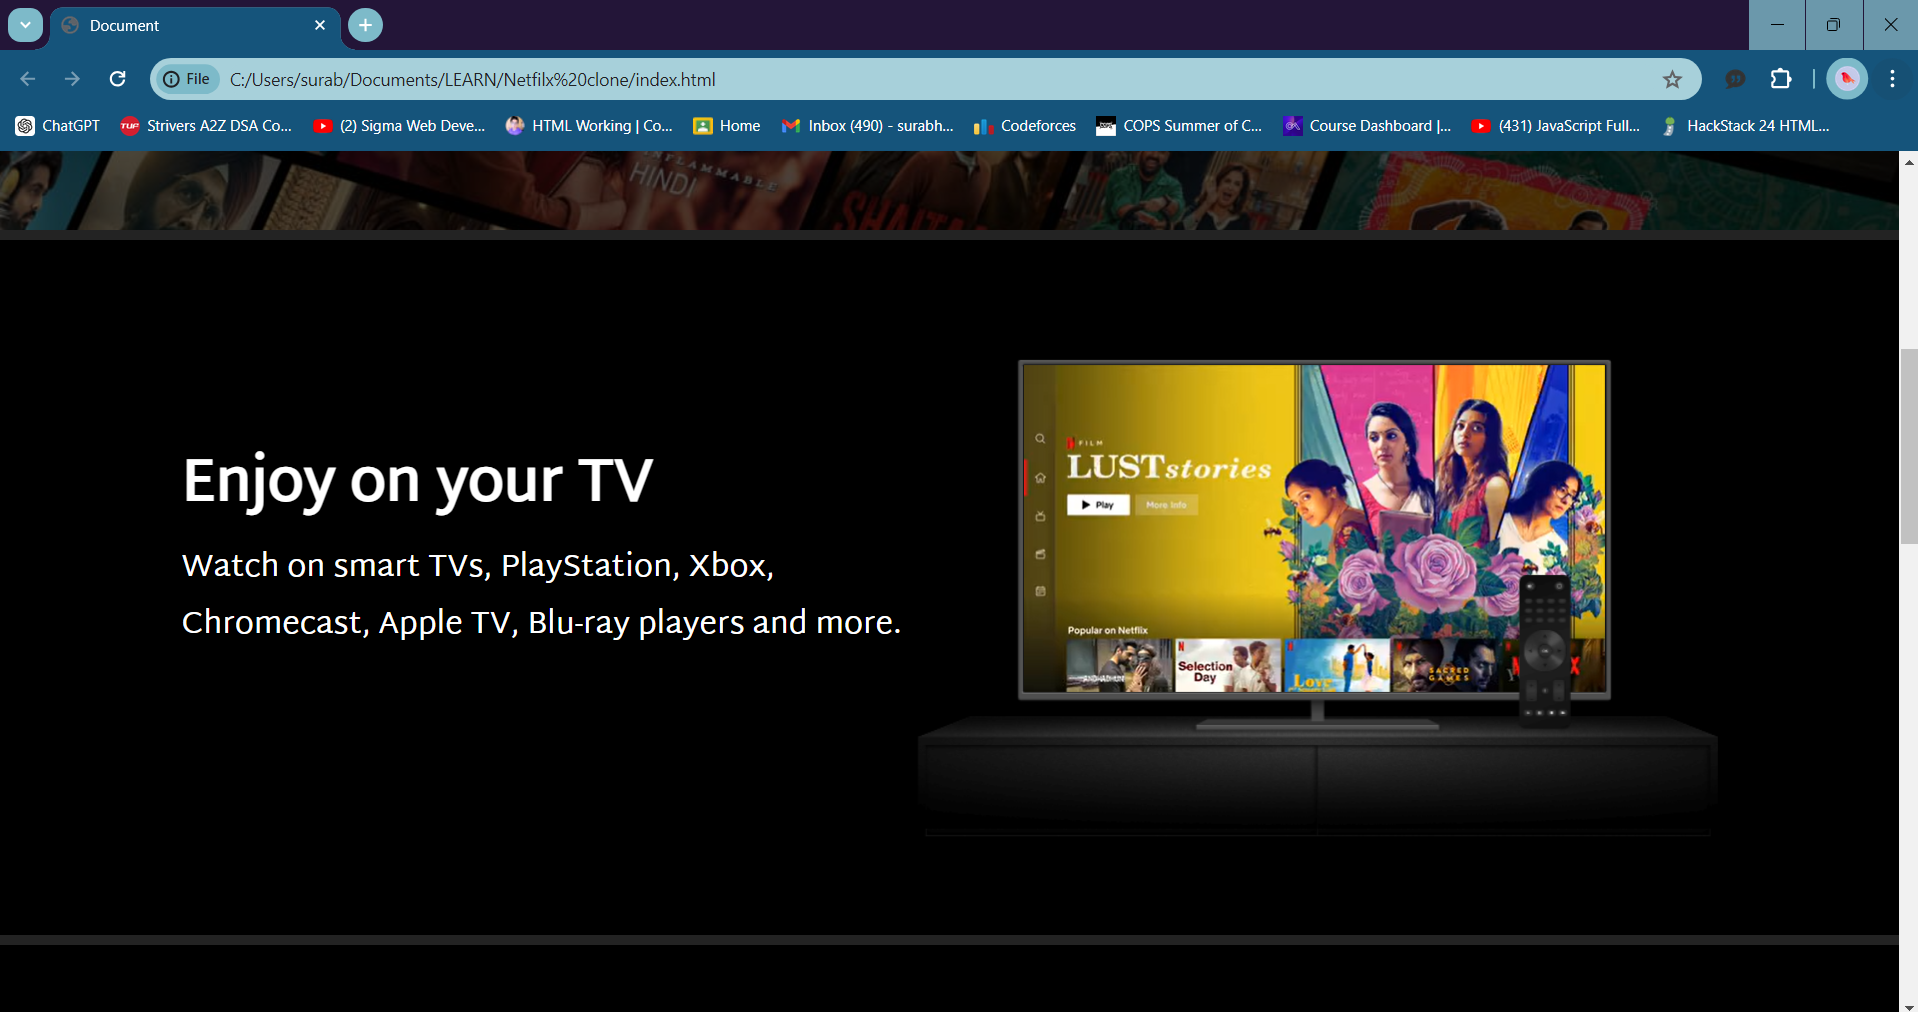 Document
File
C:/Users/surab/Documents/LEARN/Netfilx%20clone/index.html
ChatGPT
TUF
Strivers A2Z DSA Co...
(2) Sigma Web Deve...
HTML Working | Co...
Home
Inbox (490) - surabh...
Codeforces
COPS Summer of C...
Course Dashboard |...
(431) JavaScript Full...
HackStack 24 HTML...
INFLAMMABLE
HINDI
Enjoy on your TV
Watch on smart TVs, PlayStation, Xbox,
Chromecast, Apple TV, Blu-ray players and more.
FILM
LUST stories
Play
More Info
Popular on Netflix
ANDHADHUN
N
Selection
Day
Love
SACRED
GAMES